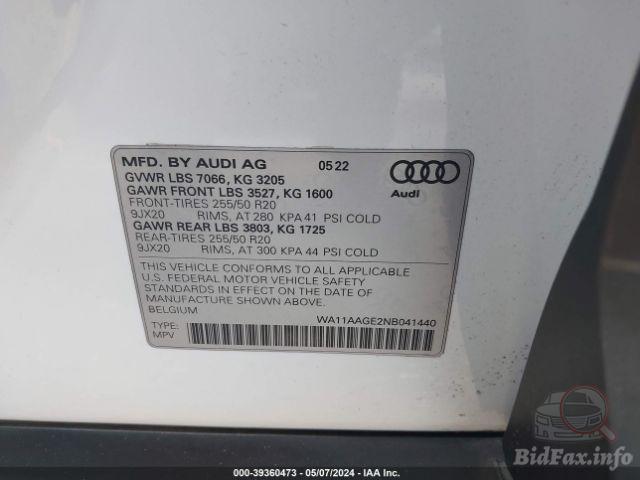 MFD. BY AUDI AG 05 22
GVWR LBS 7066, KG 3205
GAWR FRONT LBS 3527, KG 1600
FRONT-TIRES 255/50 R20
9JX20 RIMS, AT 280 KPA 41 PSI COLD
GAWR REAR LBS 3803, KG 1725
REAR-TIRES 255/50 R20
9JX20 RIMS, AT 300 KPA 44 PSI COLD
Audi
THIS VEHICLE CONFORMS TO ALL APPLICABLE
U.S. FEDERAL MOTOR VEHICLE SAFETY
STANDARDS IN EFFECT ON THE DATE OF
MANUFACTURE SHOWN ABOVE.
BELGIUM
WA11AAGE2NB041440
TYPE:
MPV
BidFax.info
000-39360473 - 05/07/2024 - IAA Inc.